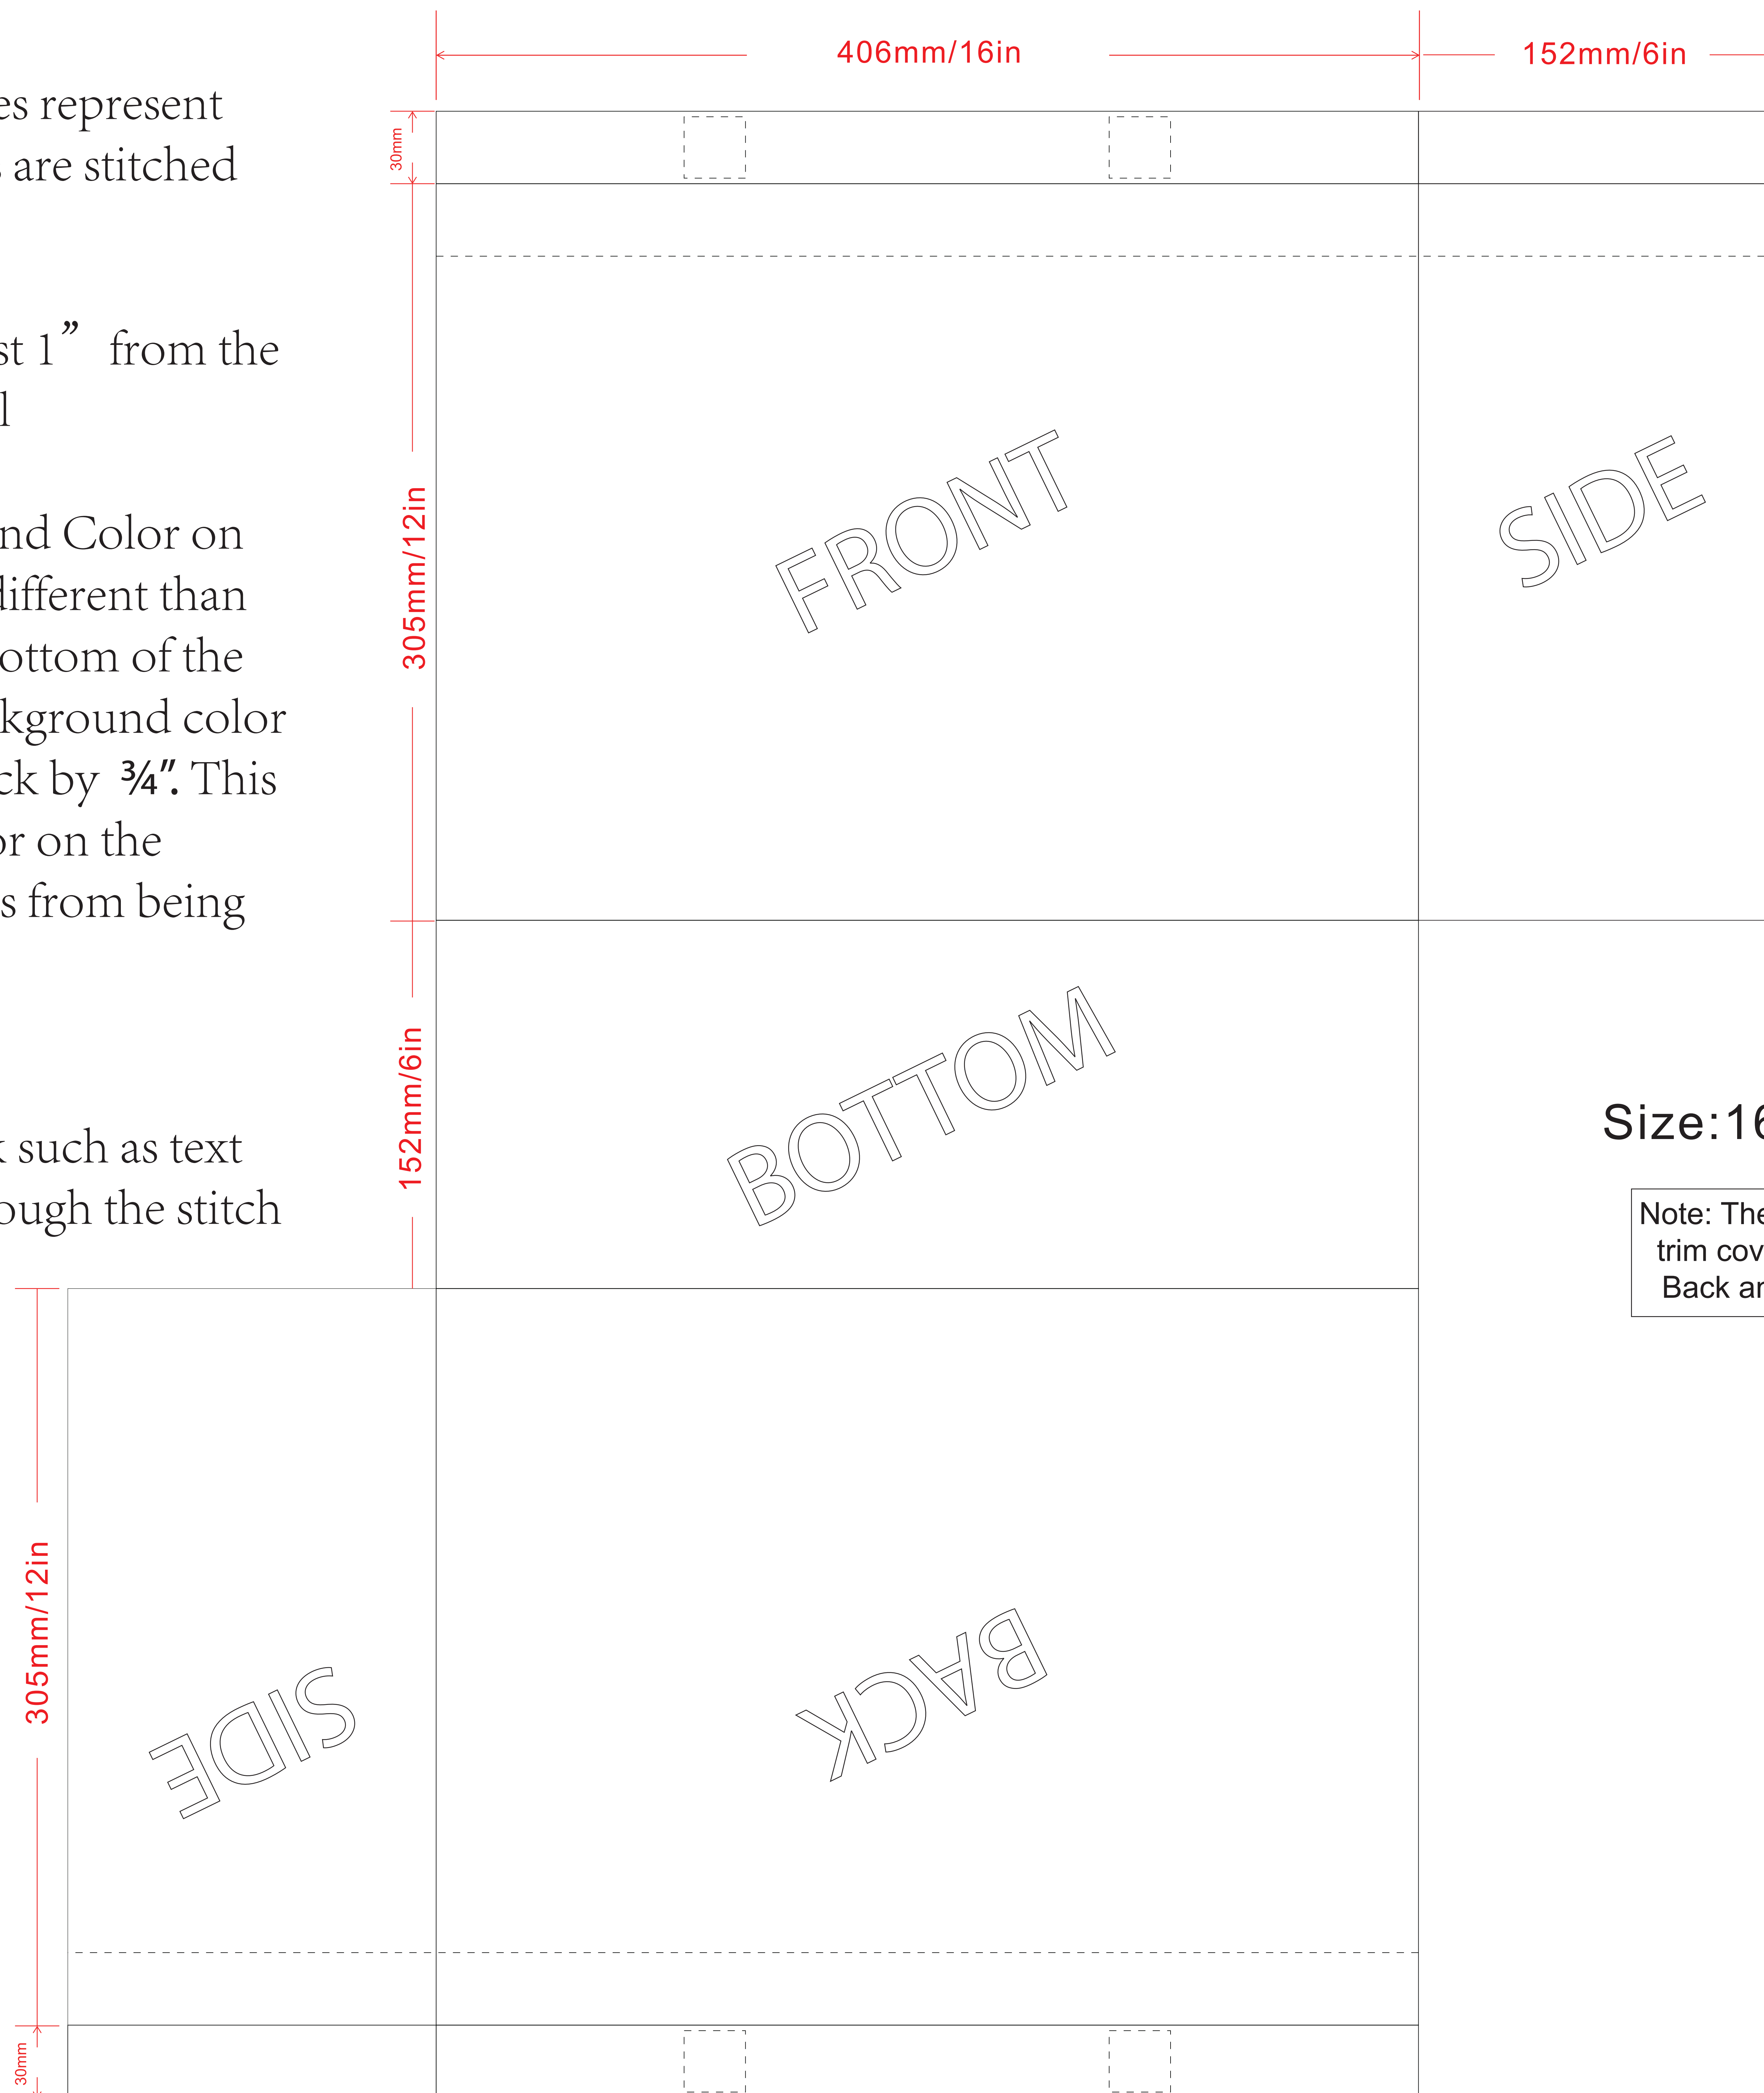 406mm/16in
152mm/6in
es represent
s are stitched
30mm
st 1” from the
l
nd Color on
different than
ottom of the
kground color
ck by ¾”. This
or on the
s from being
305mm/12in
FRONT
SIDE
152mm/6in
BOTTOM
k such as text
ough the stitch
Size:16
Note: The
trim cov
Back an
305mm/12in
SIDE
BACK
30mm